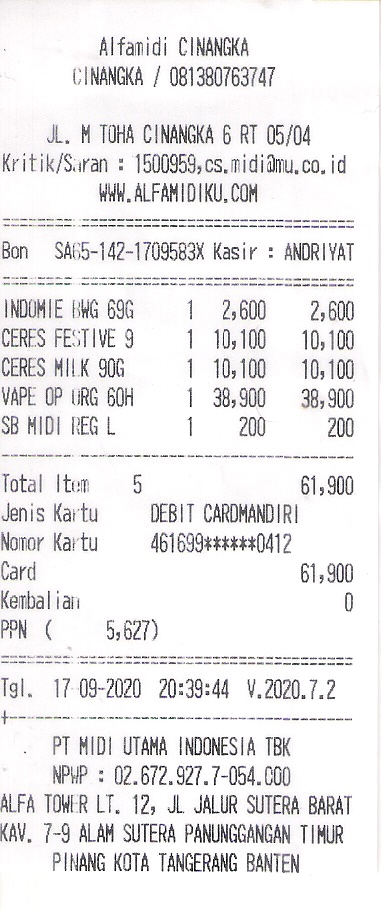 Alfamidi CINANGKA
CINANGKA / 081380763747
JL. M TOHA CINANGKA 6 RT 05/04
Kritik/Saran : 1500959,cs.midi@mu.co.id
WWW.ALFAMIDIKU.COM
Bon SA65-142-1709583X Kasir : ANDRIYAT
INDOMIE BWG 69G 1 2,600 2,600
CERES FESTIVE 9 1 10,100 10,100
CERES MILK 90G 1 10,100 10,100
VAPE OP ORG 60H 1 38,900 38,900
SB MIDI REG L 1 200 200
Total Item 5 61,900
Jenis Kartu DEBIT CARDMANDIRI
Nomor Kartu 461699******0412
Card 61,900
Kembalian 0
PPN ( 5,627)
Tgl. 17-09-2020 20:39:44 V.2020.7.2
PT MIDI UTAMA INDONESIA TBK
NPWP : 02.672.927.7-054.000
ALFA TOWER LT. 12, JL JALUR SUTERA BARAT
KAV. 7-9 ALAM SUTERA PANUNGGANGAN TIMUR
PINANG KOTA TANGERANG BANTEN